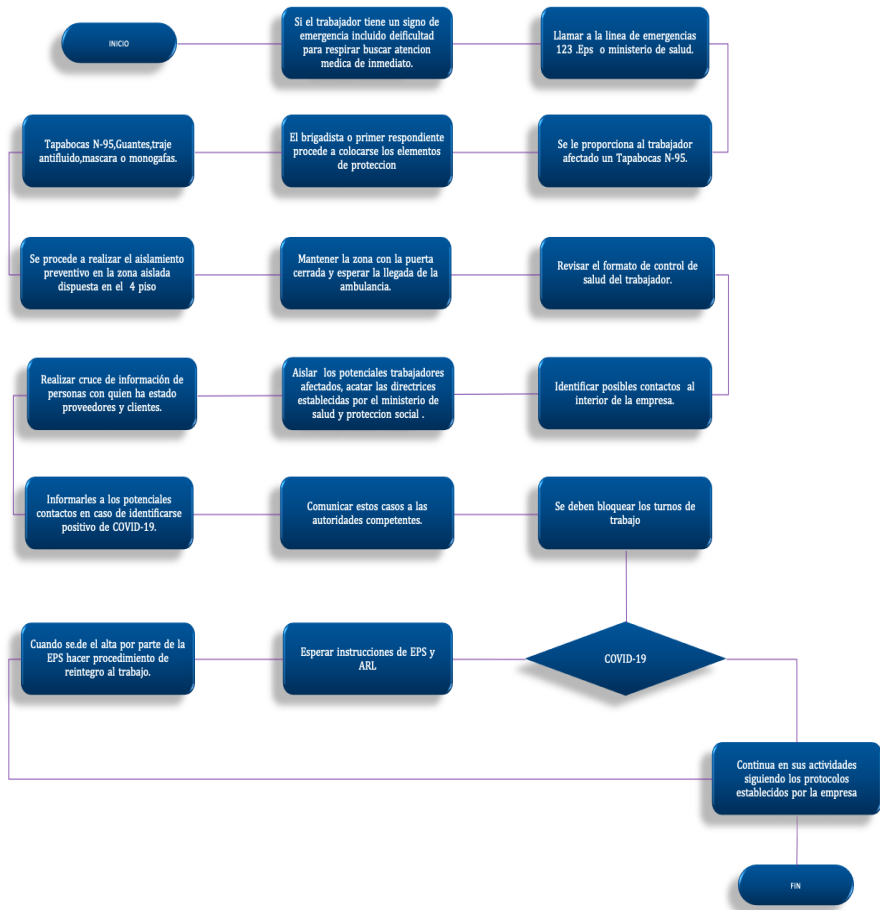 INICIO
Si el trabajador tiene un signo de
emergencia incluido deificultad
para respirar buscar atencion
medica de inmediato.
Llamar a la linea de emergencias
123 .Eps o ministerio de salud.
Se le proporciona al trabajador
afectado un Tapabocas N-95.
El brigadista o primer respondiente
procede a colocarse los elementos
de proteccion
Tapabocas N-95,Guantes,traje
antifluido,mascara o monogafas.
Se procede a realizar el aislamiento
preventivo en la zona aislada
dispuesta en el 4 piso
Mantener la zona con la puerta
cerrada y esperar la llegada de la
ambulancia.
Revisar el formato de control de
salud del trabajador.
Identificar posibles contactos al
interior de la empresa.
Aislar los potenciales trabajadores
afectados, acatar las directrices
establecidas por el ministerio de
salud y proteccion social .
Realizar cruce de información de
personas con quien ha estado
proveedores y clientes.
Informarles a los potenciales
contactos en caso de identificarse
positivo de COVID-19.
Comunicar estos casos a las
autoridades competentes.
Se deben bloquear los turnos de
trabajo
COVID-19
Esperar instrucciones de EPS y
ARL
Cuando se.de el alta por parte de la
EPS hacer procedimiento de
reintegro al trabajo.
Continua en sus actividades
siguiendo los protocolos
establecidos por la empresa
FIN